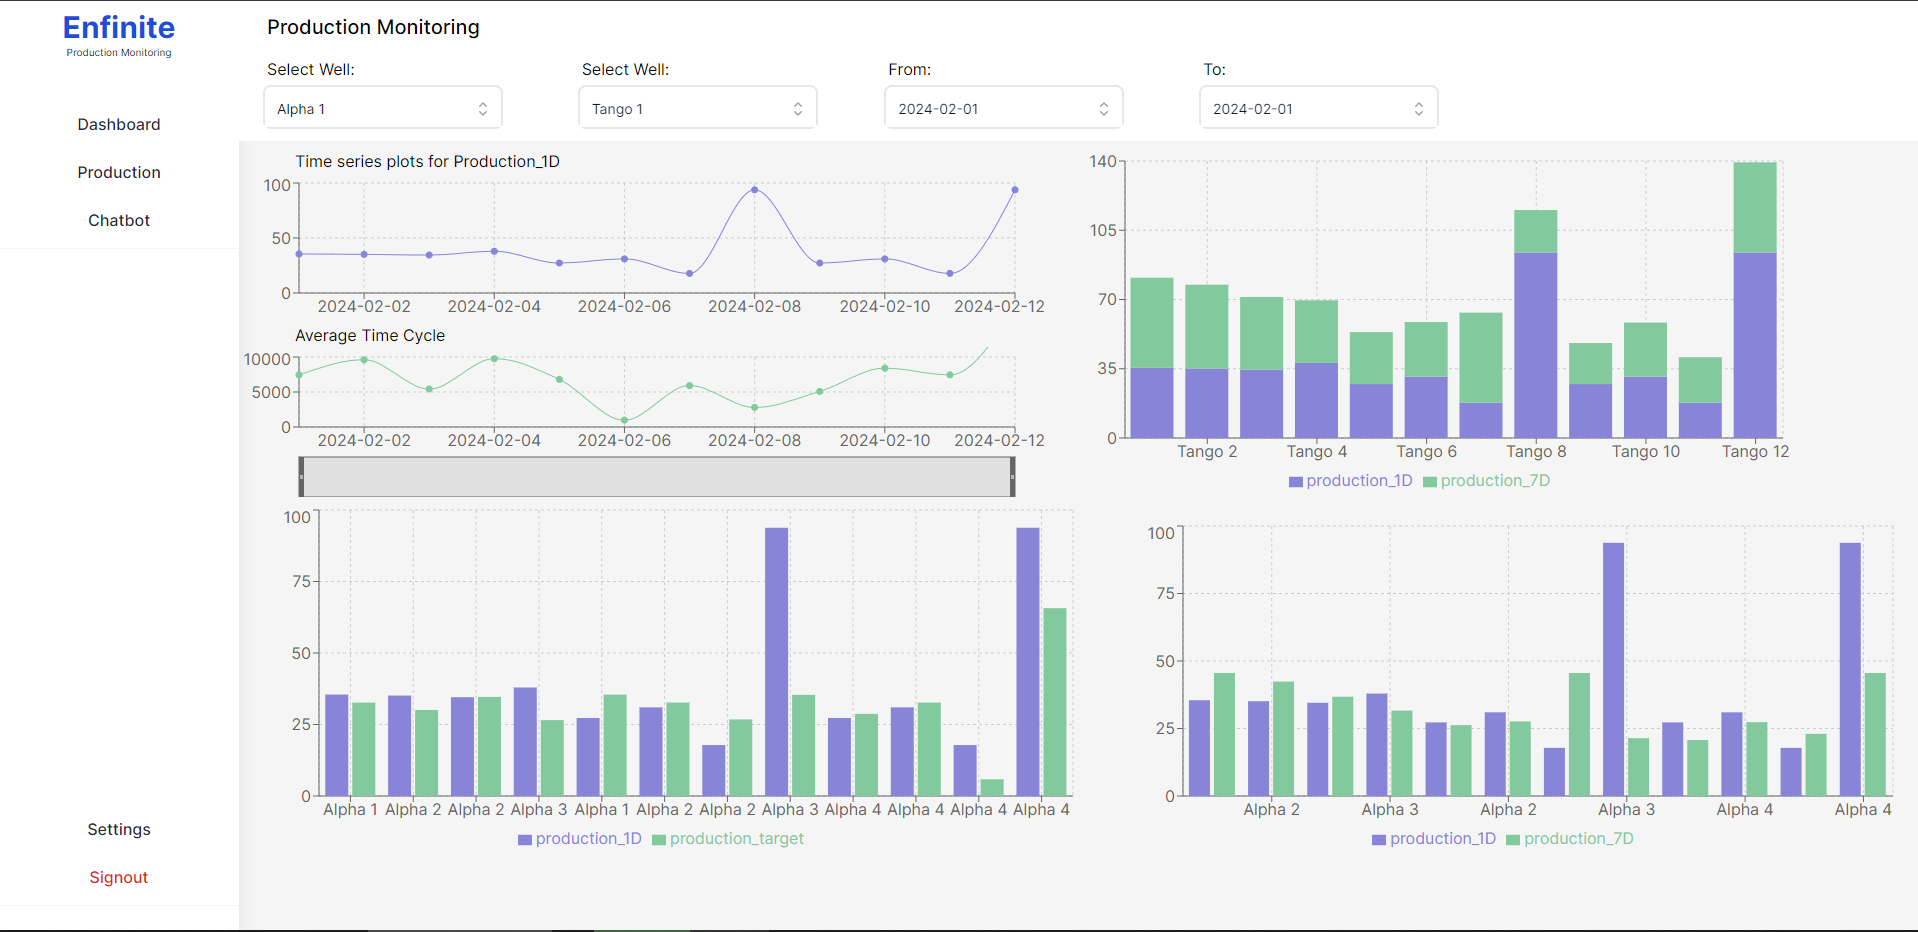 Enfinite
Production Monitoring
Dashboard
Production
Chatbot
Settings
Signout
Production Monitoring
Select Well: Select Well: From: To:
Alpha 1 Tango 1 2024-02-01 2024-02-01
Time series plots for Production_1D
100
50
0
2024-02-02 2024-02-04 2024-02-06 2024-02-08 2024-02-10 2024-02-12
Average Time Cycle
10000
5000
0
2024-02-02 2024-02-04 2024-02-06 2024-02-08 2024-02-10 2024-02-12
140
105
70
35
0
Tango 2 Tango 4 Tango 6 Tango 8 Tango 10 Tango 12
production_1D production_7D
100
75
50
25
0
Alpha 1 Alpha 2 Alpha 2 Alpha 3 Alpha 1 Alpha 2 Alpha 2 Alpha 3 Alpha 4 Alpha 4 Alpha 4 Alpha 4
production_1D production_target
100
75
50
25
0
Alpha 2 Alpha 3 Alpha 2 Alpha 3 Alpha 4 Alpha 4
production_1D production_7D